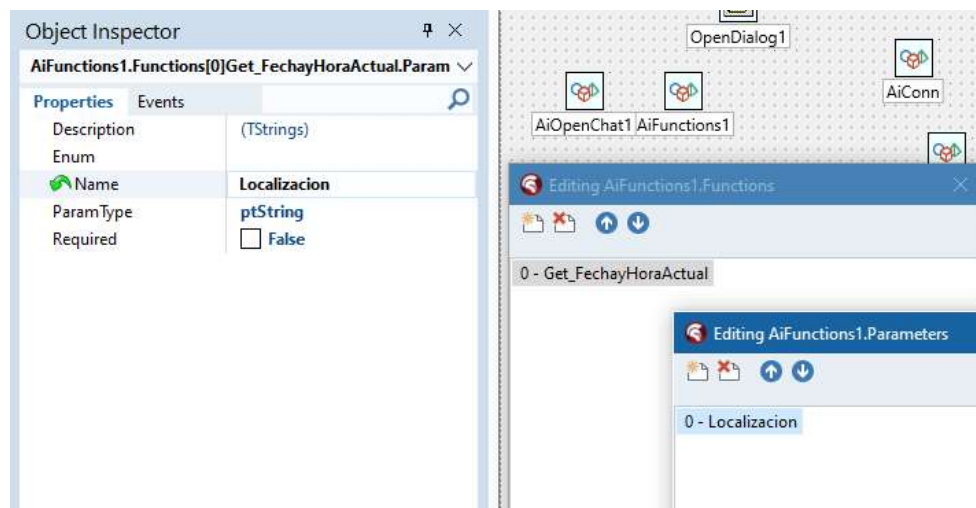 Object Inspector
AiFunctions1.Functions[0]Get_FechayHoraActual.Param
Properties Events
Description (TStrings)
Enum
Name Localizacion
ParamType ptString
Required False
OpenDialog1
AiConn
AiOpenChat1 AiFunctions1
Editing AiFunctions1.Functions
0 - Get_FechayHoraActual
Editing AiFunctions1.Parameters
0 - Localizacion